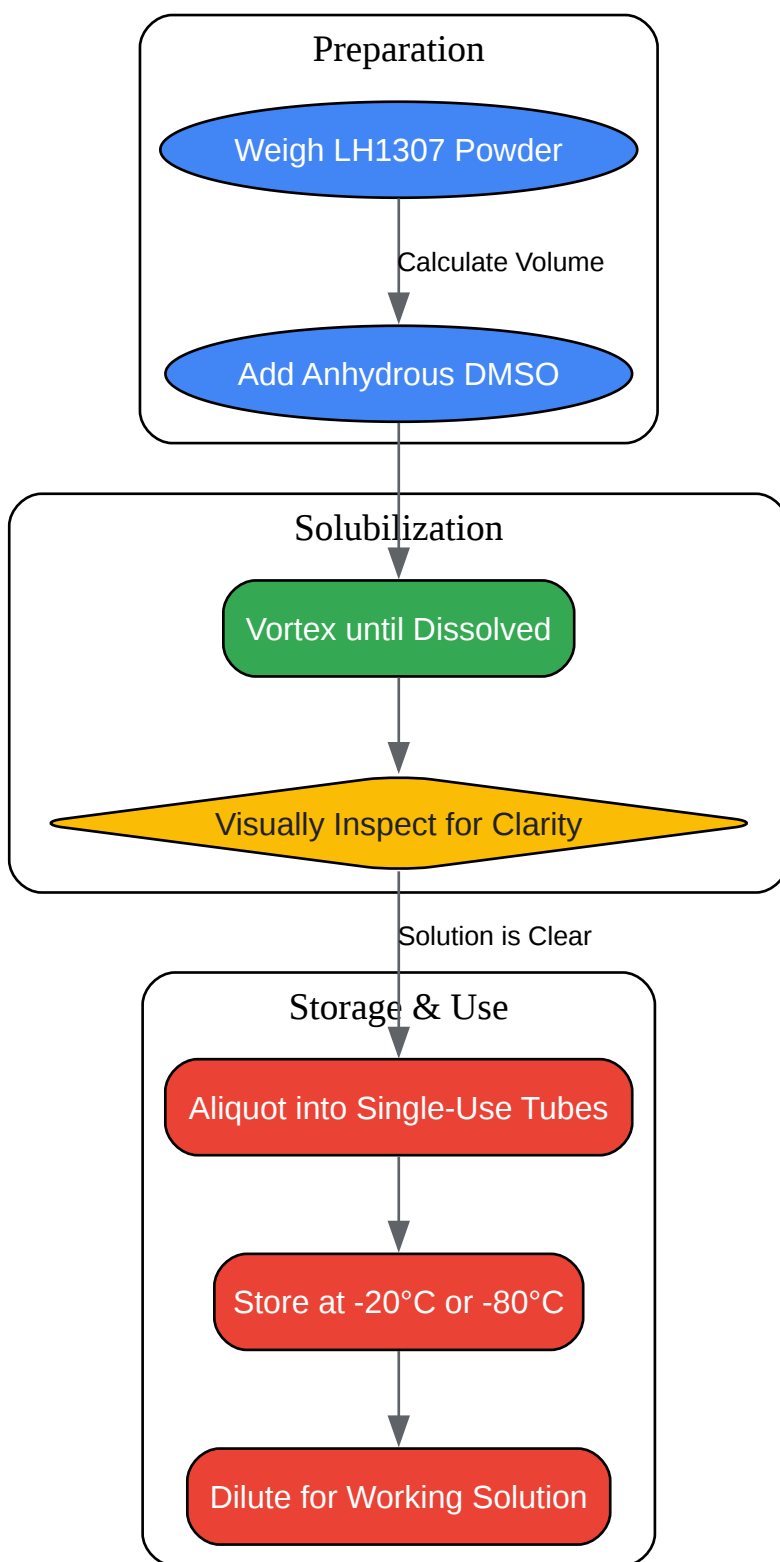 Preparation
Weigh LH1307 Powder
Calculate Volume
Add Anhydrous DMSO
Solubilization
Vortex until Dissolved
Visually Inspect for Clarity
Solution is Clear
Storage & Use
Aliquot into Single-Use Tubes
Store at -20°C or -80°C
Dilute for Working Solution